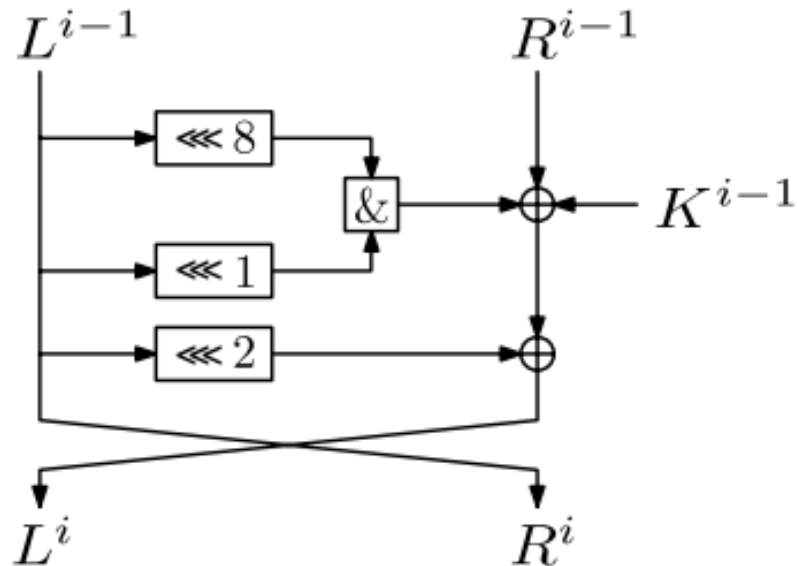 L^{i-1} R^{i-1}
⋘ 8
& K^{i-1}
⋘ 1
⋘ 2
L^i R^i